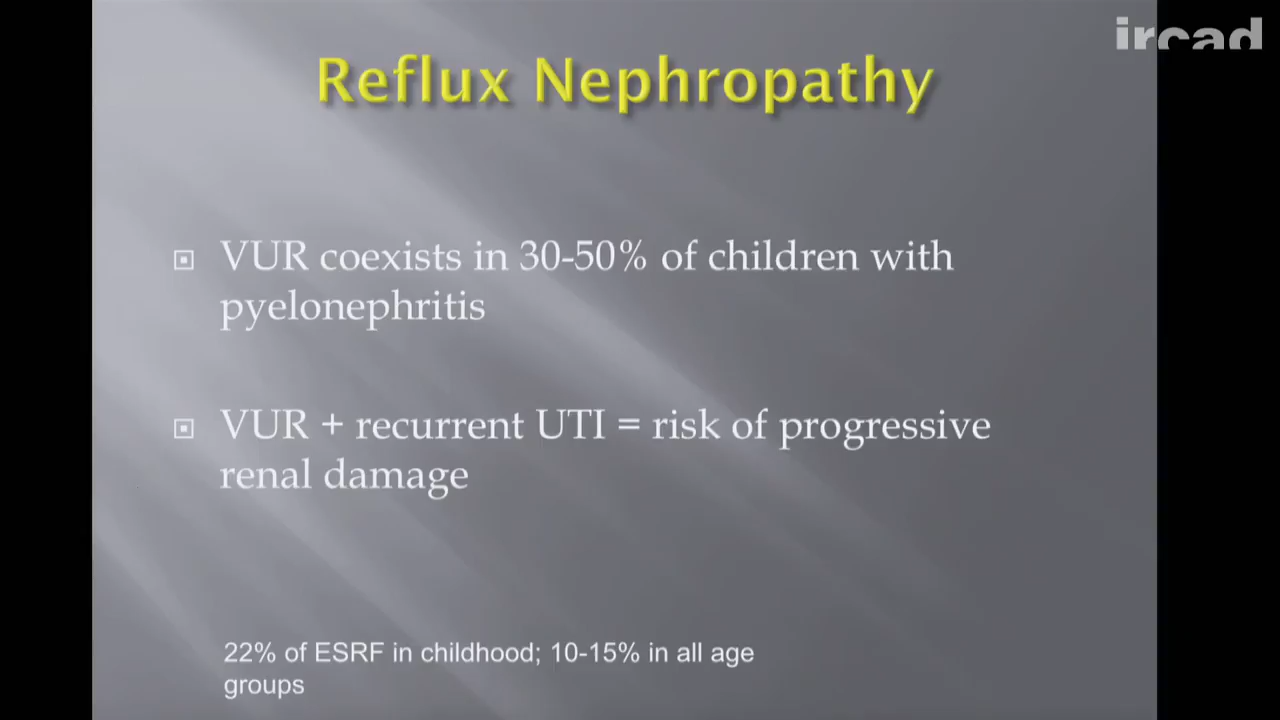 ircad
Reflux Nephropathy
VUR coexists in 30-50% of children with
pyelonephritis
VUR + recurrent UTI = risk of progressive
renal damage
22% of ESRF in childhood; 10-15% in all age
groups